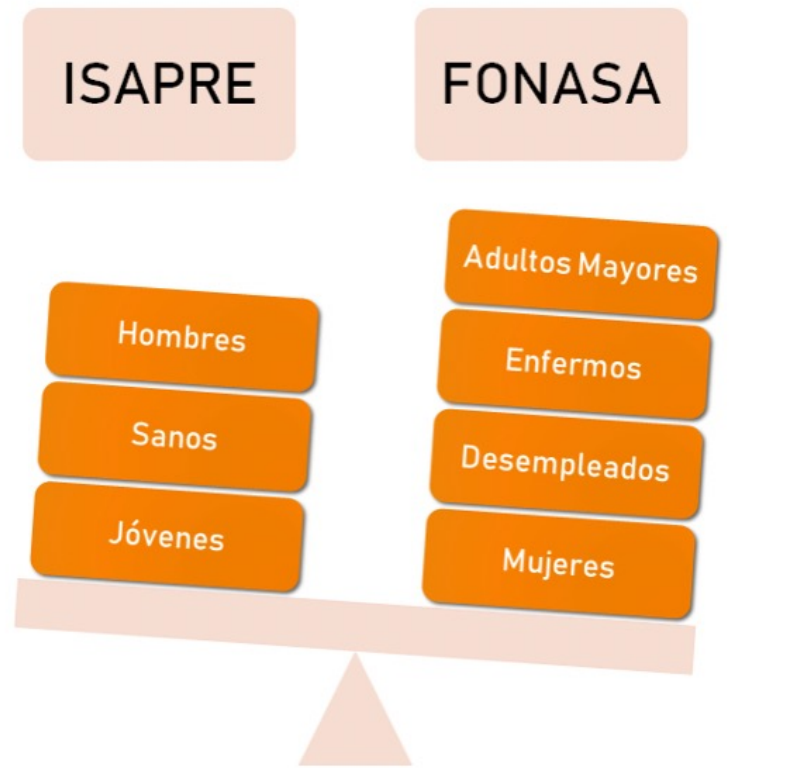 ISAPRE
FONASA
Hombres
Sanos
Jóvenes
Adultos Mayores
Enfermos
Desempleados
Mujeres